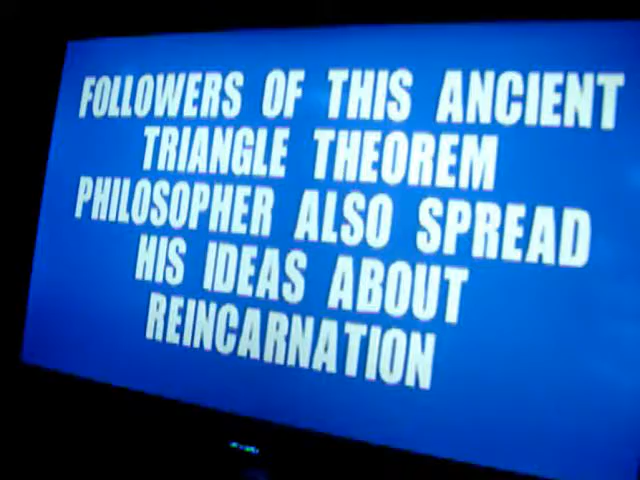 FOLLOWERS OF THIS ANCIENT
TRIANGLE THEOREM
PHILOSOPHER ALSO SPREAD
HIS IDEAS ABOUT
REINCARNATION